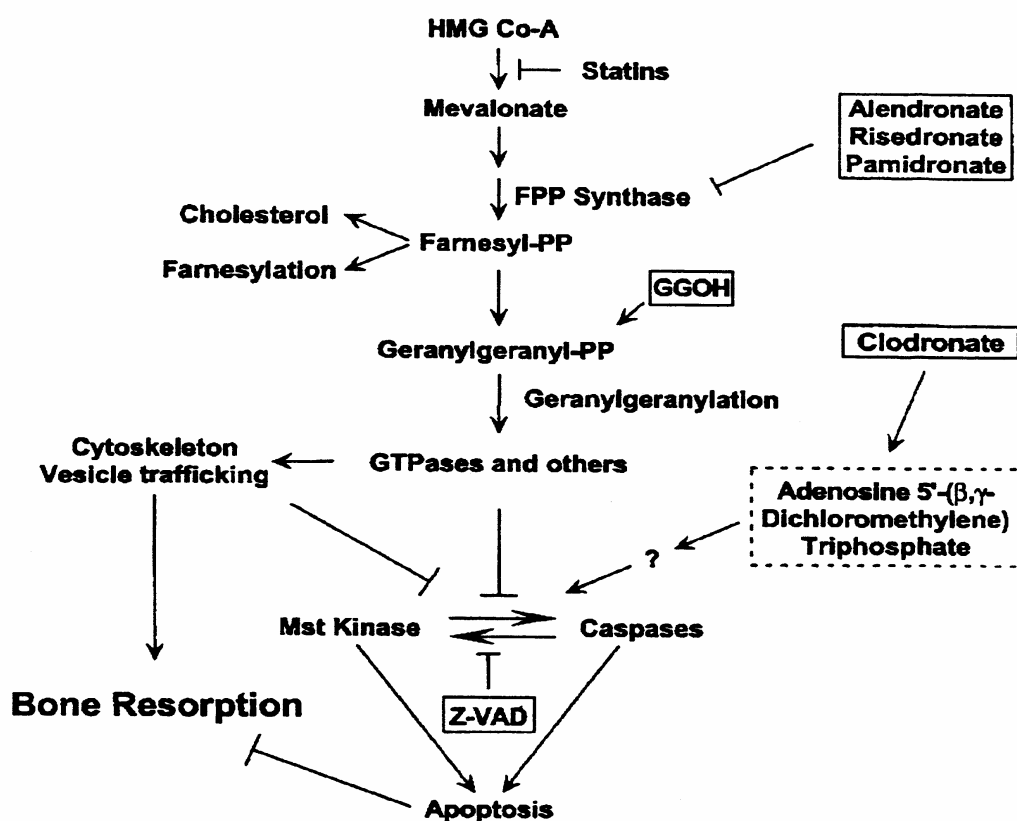 HMG Co-A
Statins
Mevalonate
Alendronate
Risedronate
Pamidronate
FPP Synthase
Cholesterol
Farnesyl-PP
Farnesylation
GGOH
Geranylgeranyl-PP
Clodronate
Geranylgeranylation
Cytoskeleton
Vesicle trafficking
GTPases and others
Adenosine 5'-(β,γ-
Dichloromethylene)
Triphosphate
?
Mst Kinase
Caspases
Bone Resorption
Z-VAD
Apoptosis